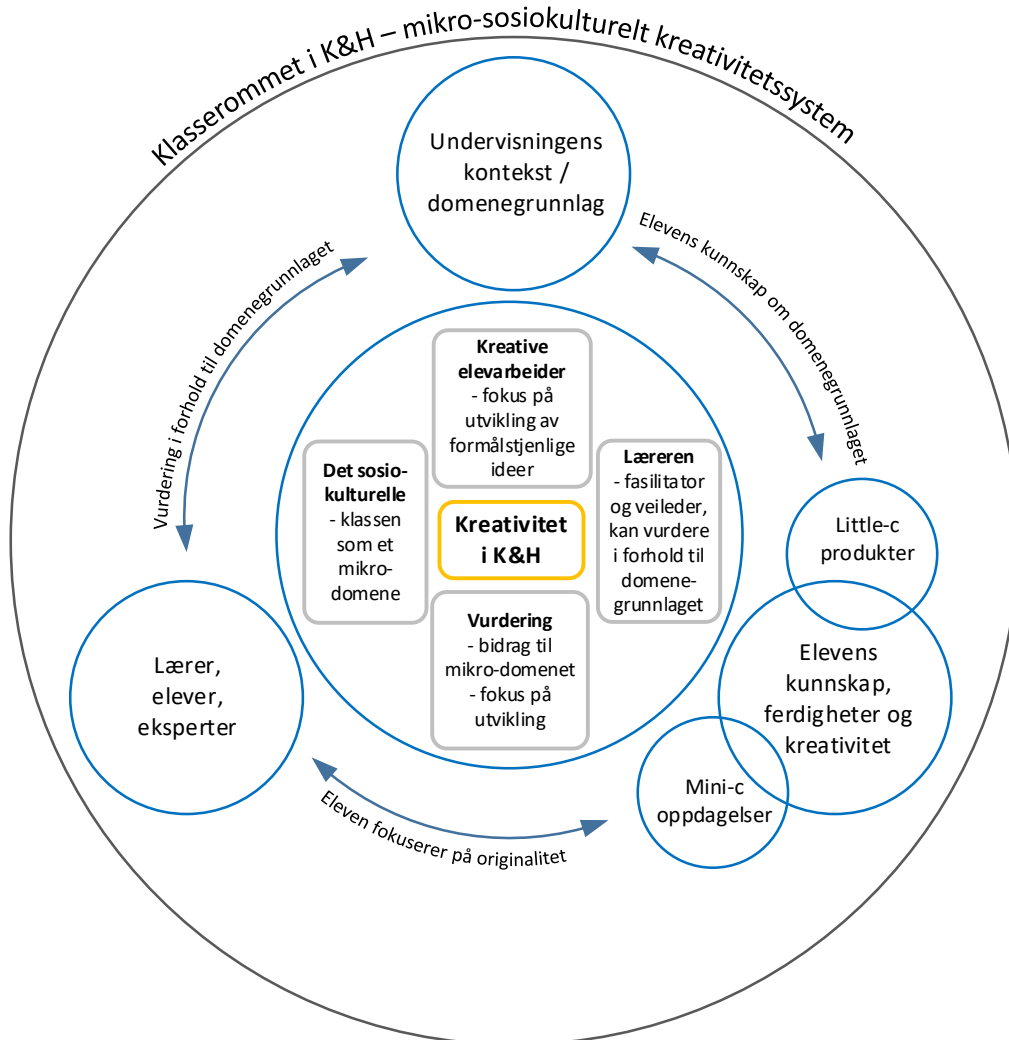 Klasserommet i K&H – mikro-sosiokulturelt kreativitetssystem
Undervisningens
kontekst /
domenegrunnlag
Vurdering i forhold til domenegrunnlaget
Elevens kunnskap om domenegrunnlaget
Kreative
elevarbeider
- fokus på
utvikling av
formålstjenlige
ideer
Det sosio-
kulturelle
- klassen
som et
mikro-
domene
Kreativitet
i K&H
Læreren
- fasilitator
og veileder,
kan vurdere
i forhold til
domene-
grunnlaget
Vurdering
- bidrag til
mikro-domenet
- fokus på
utvikling
Little-c
produkter
Lærer,
elever,
eksperter
Elevens
kunnskap,
ferdigheter og
kreativitet
Mini-c
oppdagelser
Eleven fokuserer på originalitet